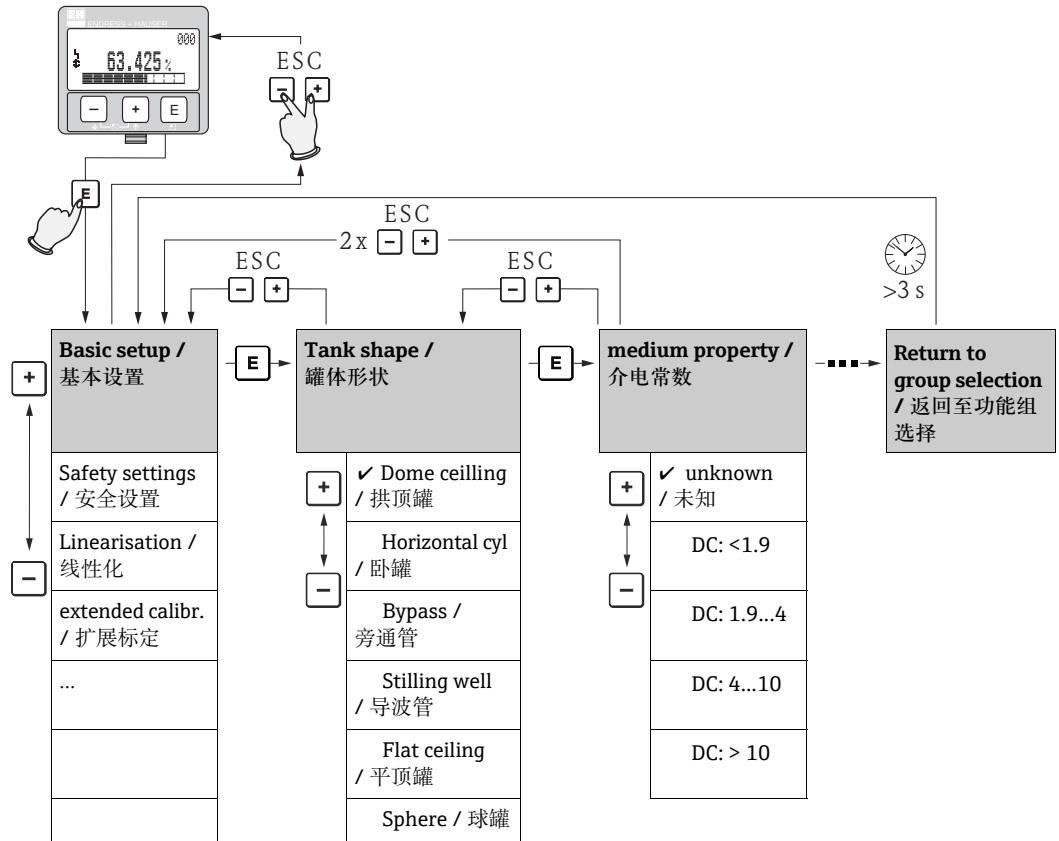 EH
ENDRESS + HAUSER
000
63.425 %
- + E
ESC
- +
E
ESC
2 x - +
ESC
- +
ESC
- +
>3 s
Basic setup /
基本设置
E
Tank shape /
罐体形状
E
medium property /
介电常数
Return to
group selection
/ 返回至功能组
选择
+
-
Safety settings
/ 安全设置
Linearisation /
线性化
extended calibr.
/ 扩展标定
...
+
-
✔ Dome ceilling
/ 拱顶罐
Horizontal cyl
/ 卧罐
Bypass /
旁通管
Stilling well
/ 导波管
Flat ceiling
/ 平顶罐
Sphere / 球罐
+
-
✔ unknown
/ 未知
DC: <1.9
DC: 1.9...4
DC: 4...10
DC: > 10